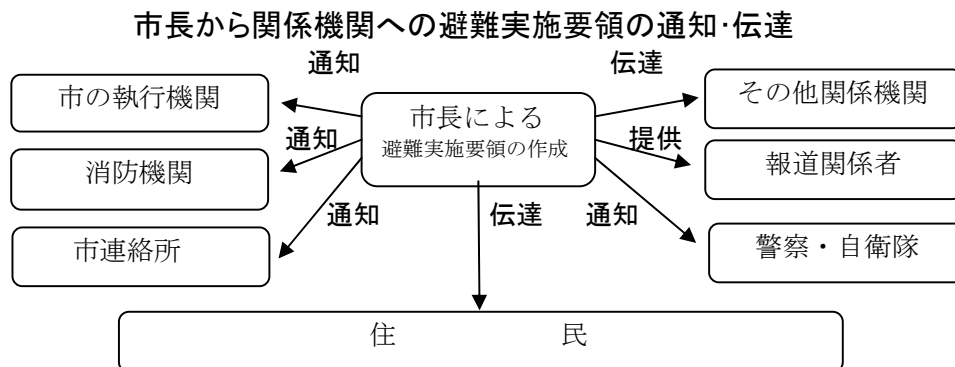 市長から関係機関への避難実施要領の通知･伝達
通知
伝達
市の執行機関
市長による
避難実施要領の作成
その他関係機関
通知
提供
消防機関
報道関係者
通知
伝達
通知
市連絡所
警察・自衛隊
住　　　　　　民